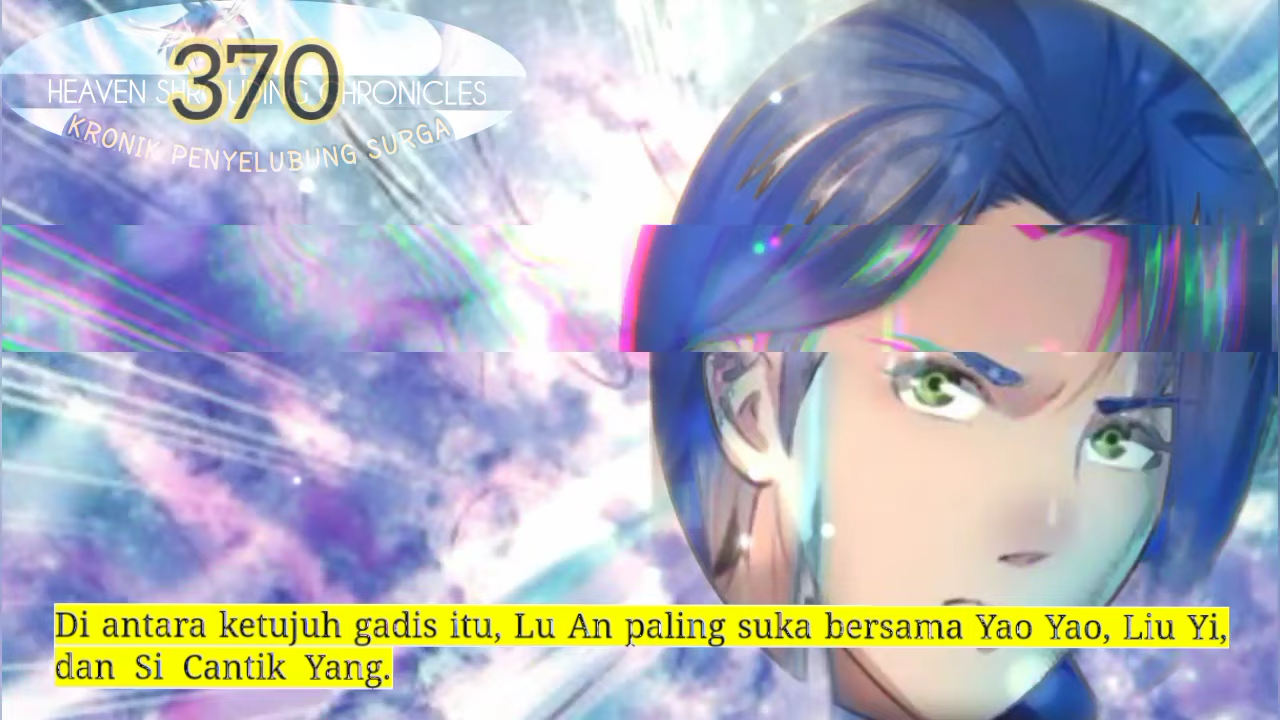 370
HEAVEN SHROUDING CHRONICLES
KRONIK PENYELUBUNG SURGA
Di antara ketujuh gadis itu, Lu An paling suka bersama Yao Yao, Liu Yi,
dan Si Cantik Yang.